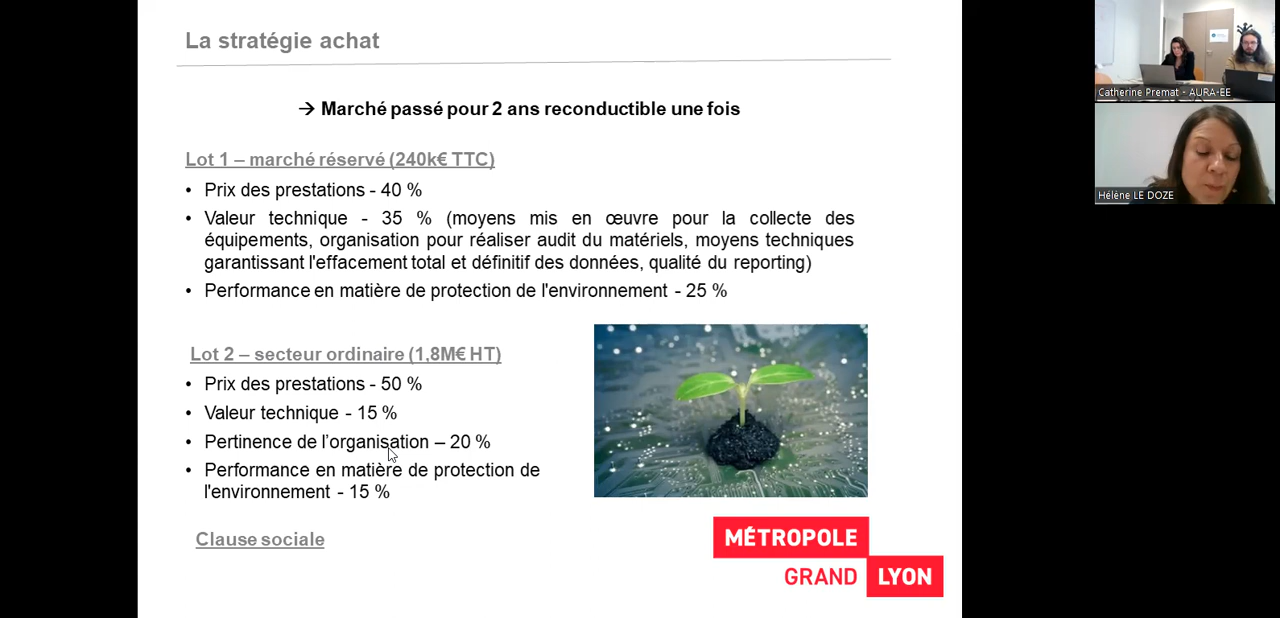 La stratégie achat
→ Marché passé pour 2 ans reconductible une fois
Lot 1 – marché réservé (240k€ TTC)
• Prix des prestations - 40 %
• Valeur technique - 35 % (moyens mis en œuvre pour la collecte des
équipements, organisation pour réaliser audit du matériels, moyens techniques
garantissant l'effacement total et définitif des données, qualité du reporting)
• Performance en matière de protection de l'environnement - 25 %
Lot 2 – secteur ordinaire (1,8M€ HT)
• Prix des prestations - 50 %
• Valeur technique - 15 %
• Pertinence de l’organisation – 20 %
• Performance en matière de protection de
l'environnement - 15 %
Clause sociale
MÉTROPOLE
GRAND LYON
Catherine Premat - AURA-EE
Hélène LE DOZE